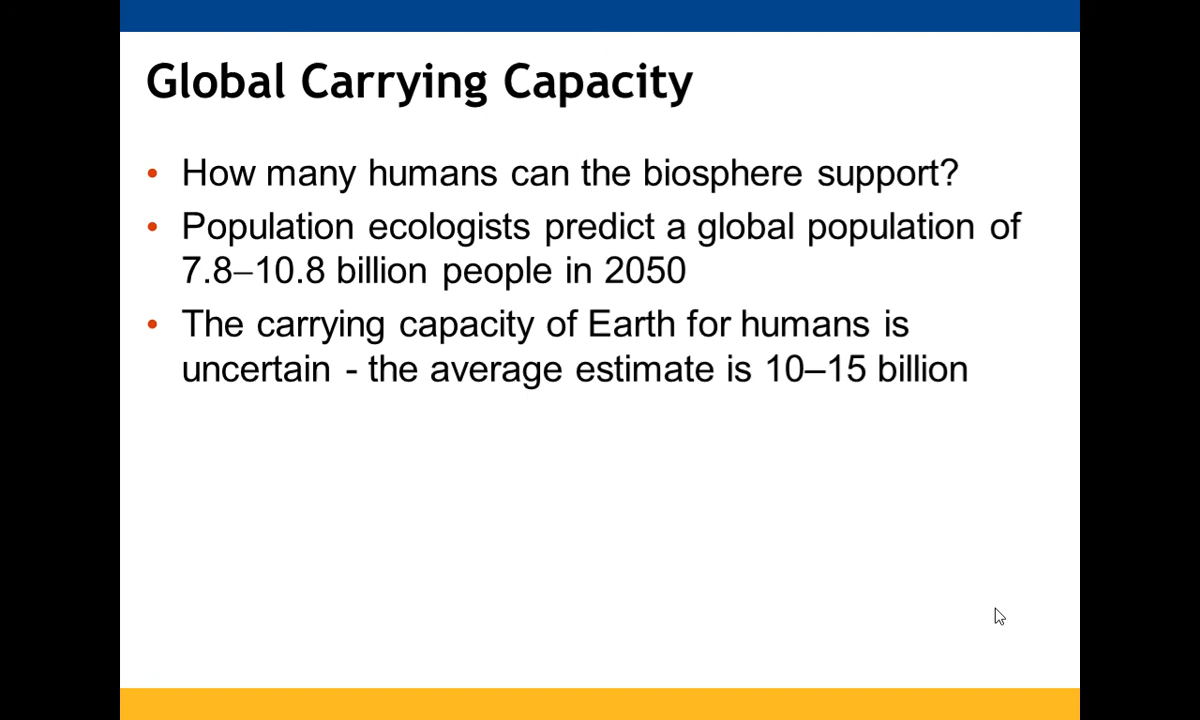 Global Carrying Capacity
• How many humans can the biosphere support?
• Population ecologists predict a global population of
7.8–10.8 billion people in 2050
• The carrying capacity of Earth for humans is
uncertain - the average estimate is 10–15 billion